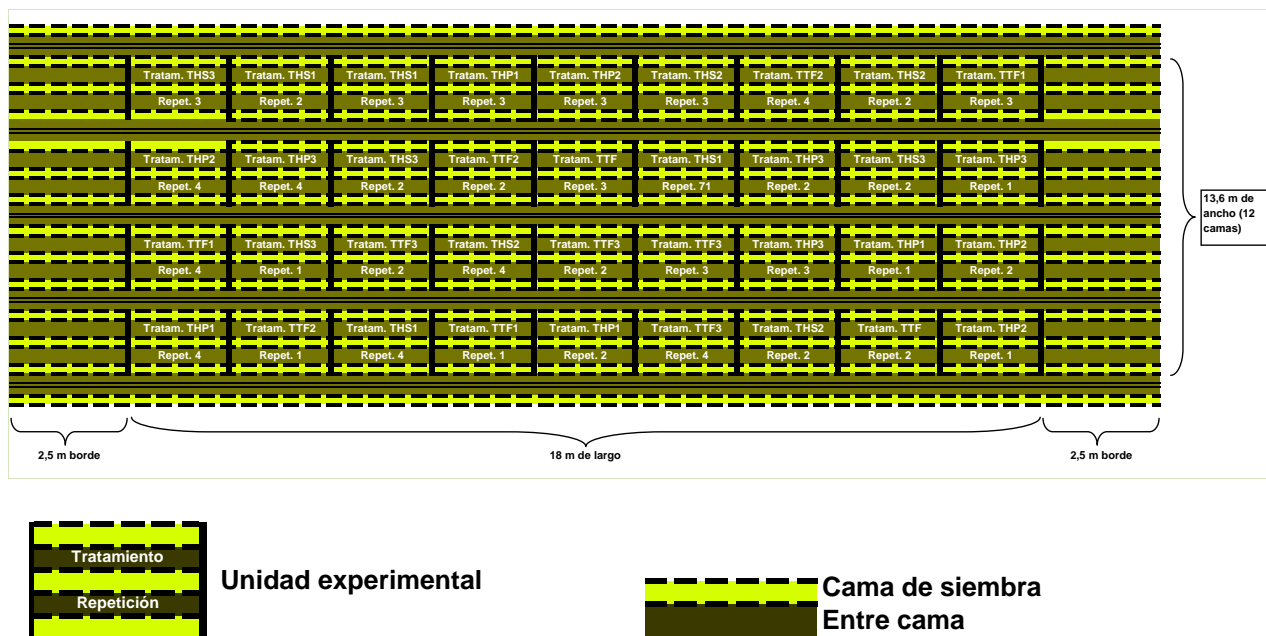 Tratam. THS3 Tratam. THS1 Tratam. THS1 Tratam. THP1 Tratam. THP2 Tratam. THS2 Tratam. TTF2 Tratam. THS2 Tratam. TTF1
Repet. 3 Repet. 2 Repet. 3 Repet. 3 Repet. 3 Repet. 3 Repet. 4 Repet. 2 Repet. 3
Tratam. THP2 Tratam. THP3 Tratam. THS3 Tratam. TTF2 Tratam. TTF Tratam. THS1 Tratam. THP3 Tratam. THS3 Tratam. THP3
Repet. 4 Repet. 4 Repet. 2 Repet. 2 Repet. 3 Repet. 71 Repet. 2 Repet. 2 Repet. 1
13,6 m de
ancho (12
camas)
Tratam. TTF1 Tratam. THS3 Tratam. TTF3 Tratam. THS2 Tratam. TTF3 Tratam. TTF3 Tratam. THP3 Tratam. THP1 Tratam. THP2
Repet. 4 Repet. 1 Repet. 2 Repet. 4 Repet. 2 Repet. 3 Repet. 3 Repet. 1 Repet. 2
Tratam. THP1 Tratam. TTF2 Tratam. THS1 Tratam. TTF1 Tratam. THP1 Tratam. TTF3 Tratam. THS2 Tratam. TTF Tratam. THP2
Repet. 4 Repet. 1 Repet. 4 Repet. 1 Repet. 2 Repet. 4 Repet. 2 Repet. 2 Repet. 1
2,5 m borde 18 m de largo 2,5 m borde
Tratamiento
Repetición
Unidad experimental
Cama de siembra
Entre cama